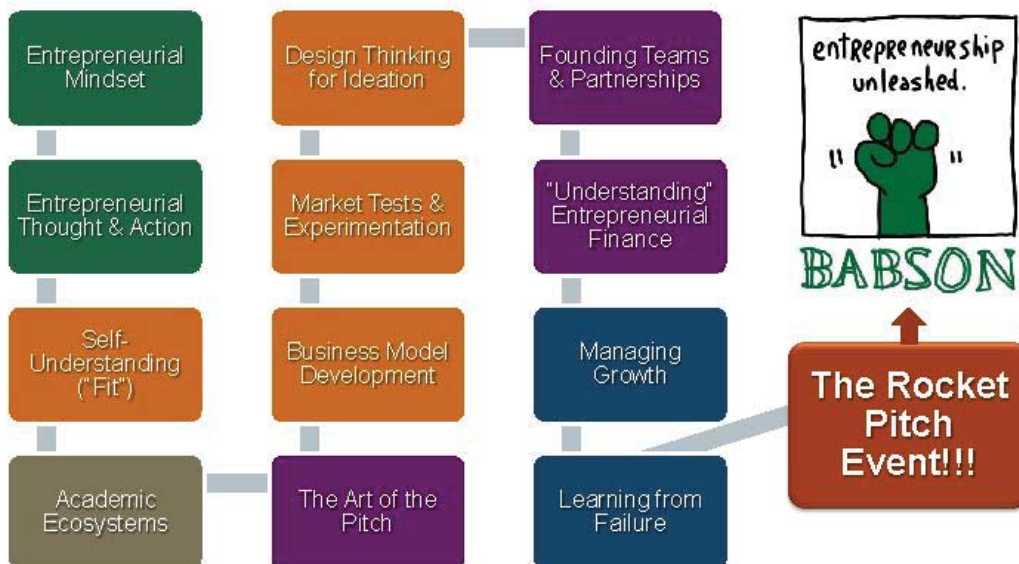 Entrepreneurial
Mindset
Entrepreneurial
Thought & Action
Self-
Understanding
("Fit")
Academic
Ecosystems
The Art of the
Pitch
Business Model
Development
Market Tests &
Experimentation
Design Thinking
for Ideation
Founding Teams
& Partnerships
"Understanding"
Entrepreneurial
Finance
Managing
Growth
Learning from
Failure
The Rocket
Pitch
Event!!!
entrepreneurship
unleashed.
BABSON